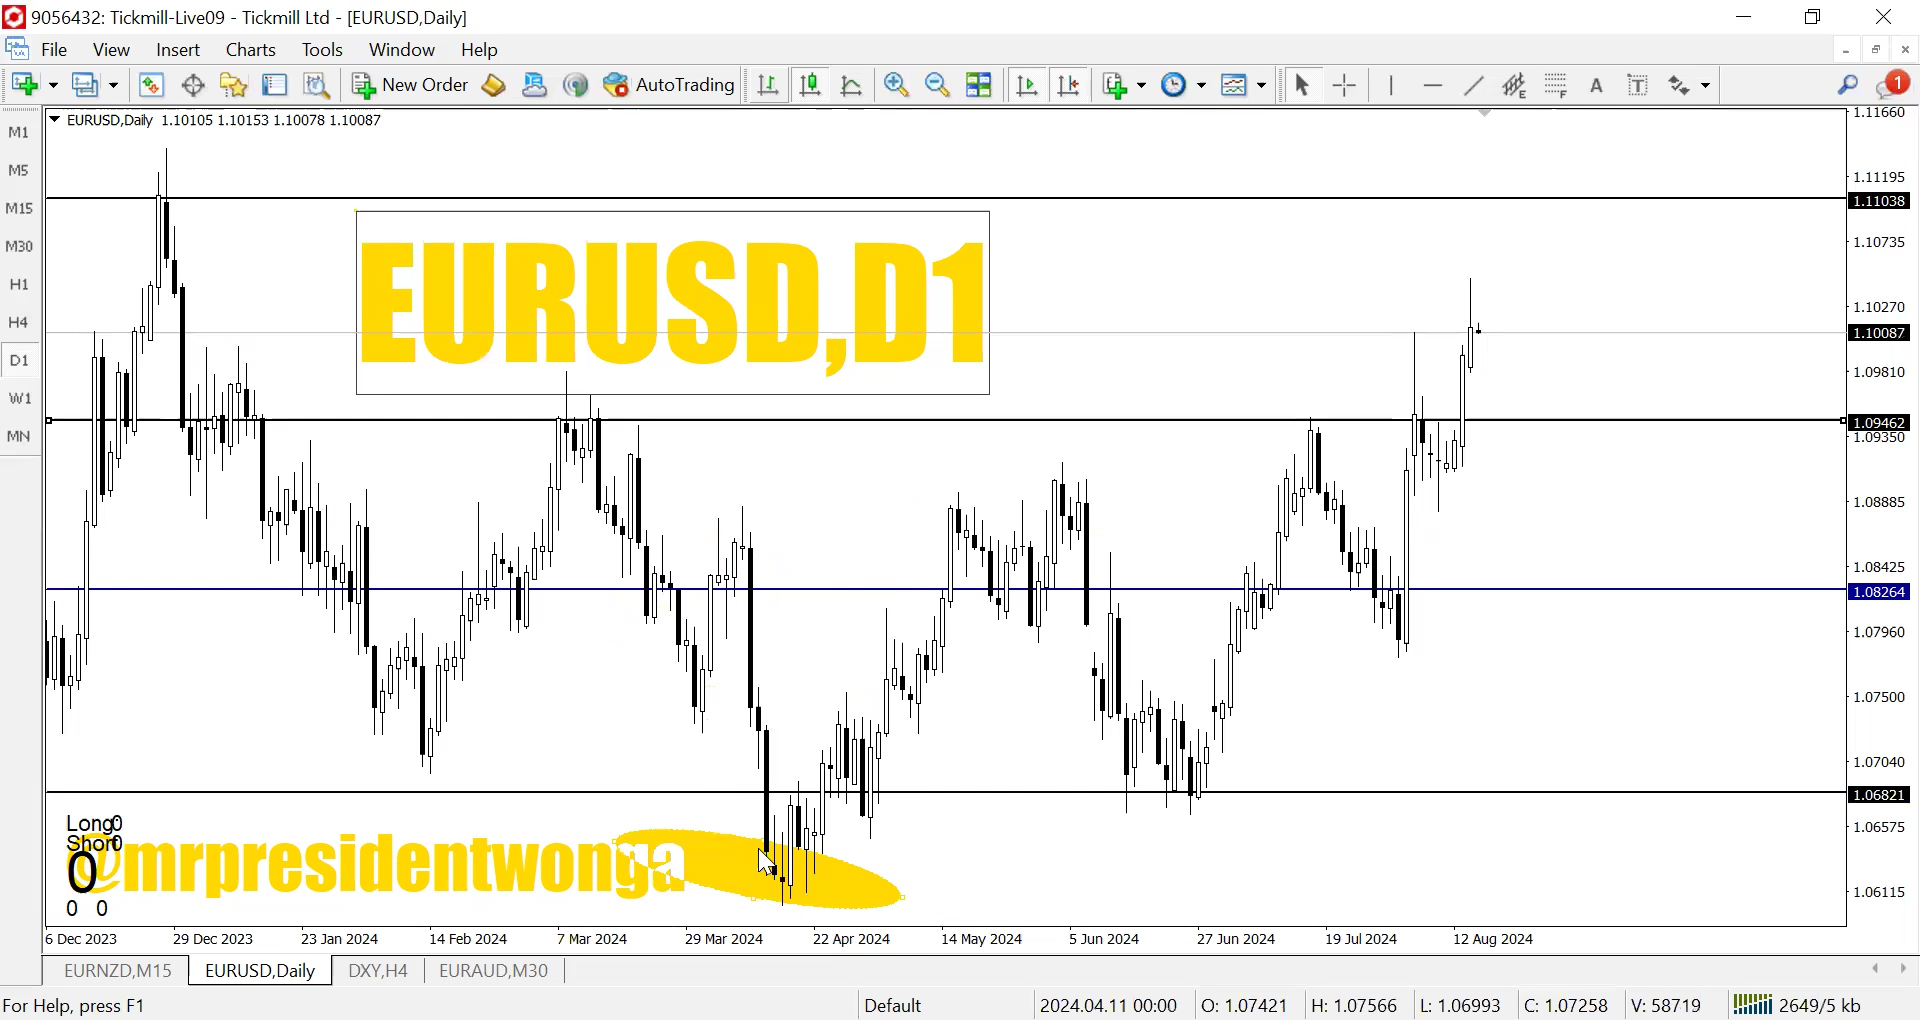 9056432: Tickmill-Live09 - Tickmill Ltd - [EURUSD,Daily]
File View Insert Charts Tools Window Help
New Order AutoTrading A T 1
M1
M5
M15
M30
H1
H4
D1
W1
MN
EURUSD,Daily 1.10105 1.10153 1.10078 1.10087
EURUSD,D1
1.11660
1.11195
1.11038
1.10735
1.10270
1.10087
1.09810
1.09462
1.09350
1.08885
1.08425
1.08264
1.07960
1.07500
1.07040
1.06821
1.06575
1.06115
Long 0
Short 0
0
0 0
@mrpresidentwonga
6 Dec 2023 29 Dec 2023 23 Jan 2024 14 Feb 2024 7 Mar 2024 29 Mar 2024 22 Apr 2024 14 May 2024 5 Jun 2024 27 Jun 2024 19 Jul 2024 12 Aug 2024
EURNZD,M15 EURUSD,Daily DXY,H4 EURAUD,M30
For Help, press F1 Default 2024.04.11 00:00 O: 1.07421 H: 1.07566 L: 1.06993 C: 1.07258 V: 58719 2649/5 kb